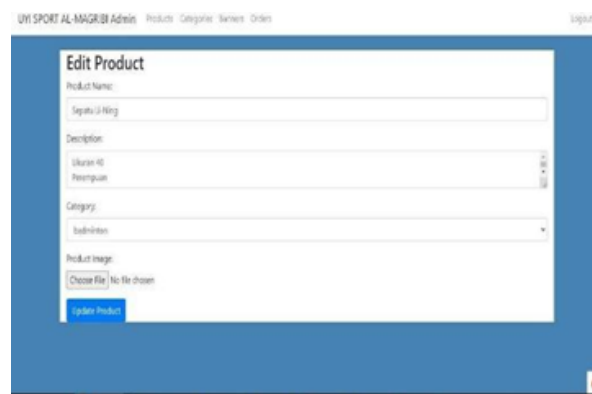 UYI SPORT AL-MAGRIBI Admin Products Categories Banners Orders Logout
Edit Product
Product Name:
Sepatu Li-Ning
Description:
Ukuran 40
Perempuan
Category:
badminton
Product Image:
Choose File No file chosen
Update Product